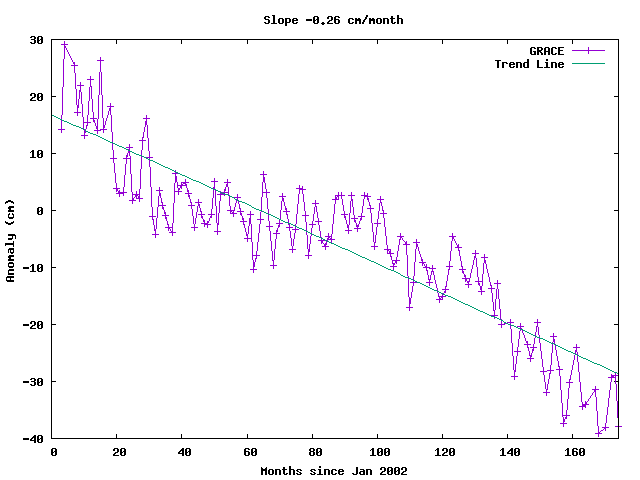 Slope -0.26 cm/month
GRACE
Trend Line
30
20
10
0
-10
-20
-30
-40
Anomaly (cm)
0 20 40 60 80 100 120 140 160
Months since Jan 2002